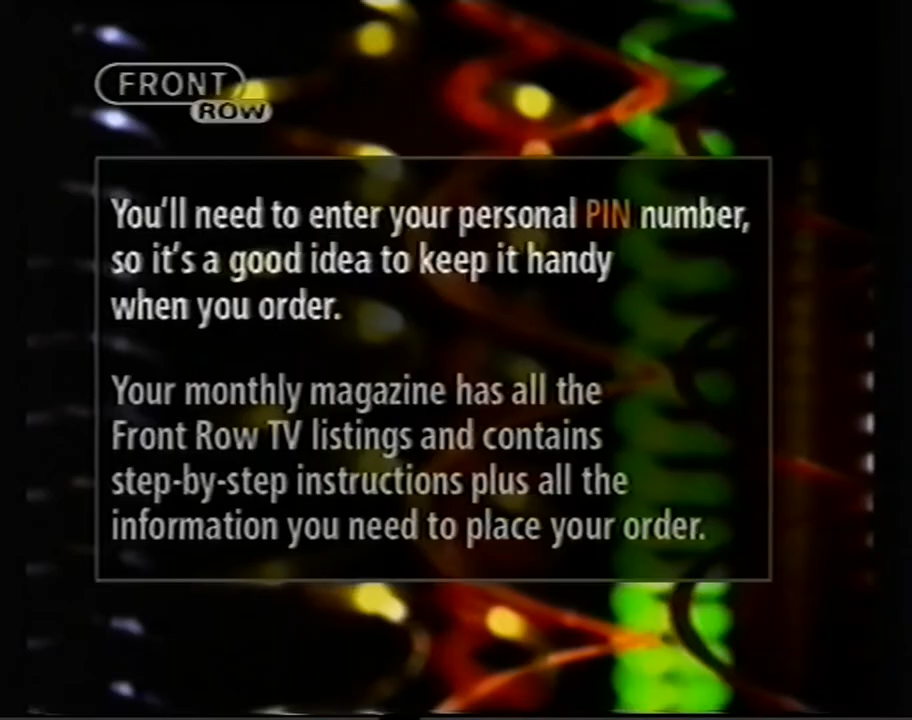 FRONT
ROW
You'll need to enter your personal PIN number,
so it's a good idea to keep it handy
when you order.
Your monthly magazine has all the
Front Row TV listings and contains
step-by-step instructions plus all the
information you need to place your order.